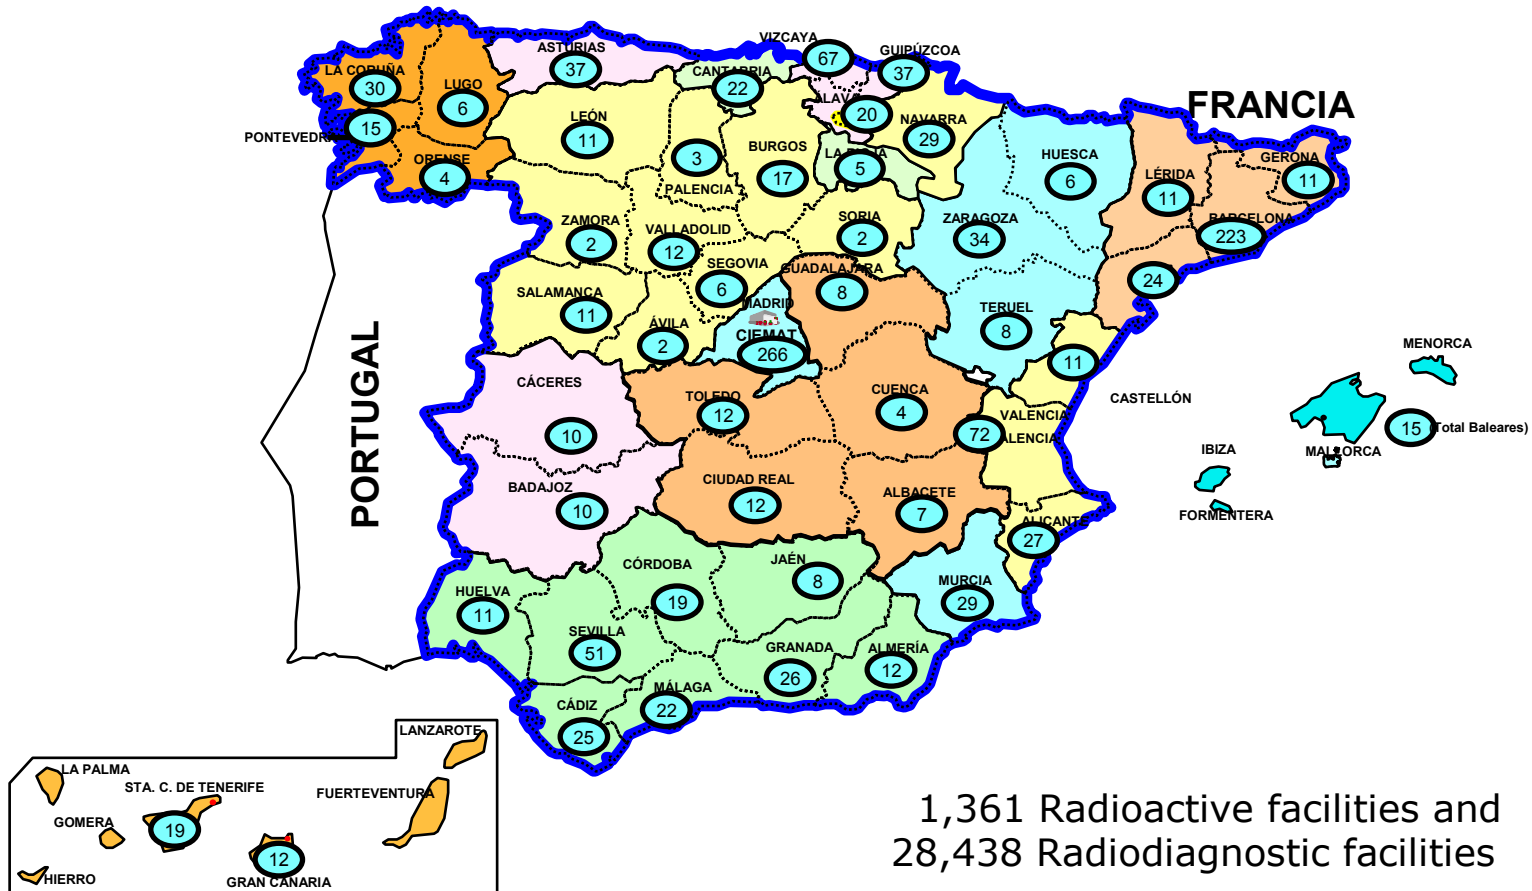 VIZCAYA
ASTURIAS
GUIPÚZCOA
67
37
37
LA CORUÑA
CANTABRIA
30
LUGO
22
6
ALAVA
20
FRANCIA
PONTEVEDRA
15
LEÓN
11
NAVARRA
29
BURGOS
17
3
PALENCIA
LA RIOJA
5
HUESCA
6
GERONA
11
LÉRIDA
11
ORENSE
4
ZAMORA
2
VALLADOLID
12
SORIA
2
ZARAGOZA
34
BARCELONA
223
SEGOVIA
6
GUADALAJARA
8
24
SALAMANCA
11
ÁVILA
2
MADRID
CIEMAT
266
TERUEL
8
11
MENORCA
PORTUGAL
CÁCERES
10
TOLEDO
12
CUENCA
4
CASTELLÓN
VALENCIA
72
ALENCIA
15
(Total Baleares)
MALLORCA
IBIZA
FORMENTERA
BADAJOZ
10
CIUDAD REAL
12
ALBACETE
7
ALICANTE
27
CÓRDOBA
19
JAÉN
8
MURCIA
29
HUELVA
11
SEVILLA
51
GRANADA
26
ALMERÍA
12
MÁLAGA
22
CÁDIZ
25
LANZAROTE
LA PALMA
STA. C. DE TENERIFE
19
FUERTEVENTURA
GOMERA
12
GRAN CANARIA
HIERRO
1,361 Radioactive facilities and
28,438 Radiodiagnostic facilities